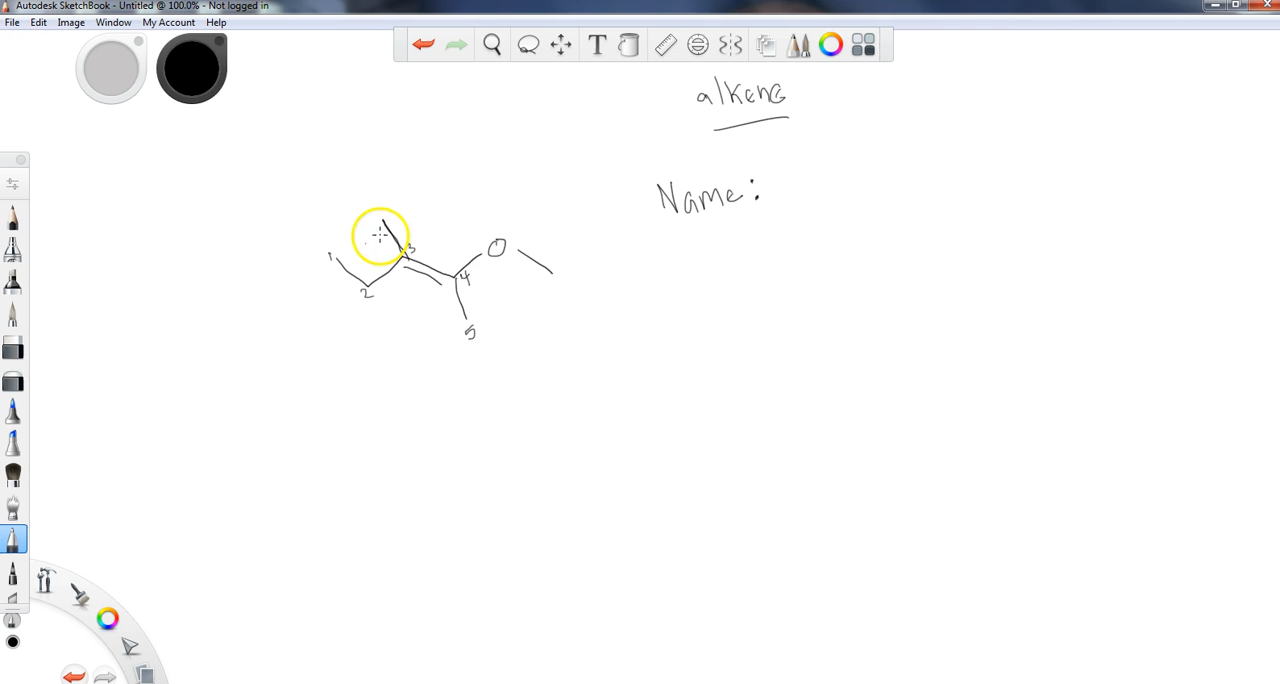 Autodesk SketchBook - Untitled @ 100.0% - Not logged in
File Edit Image Window My Account Help
T
alkene
Name:
O
1 3
2 4
5